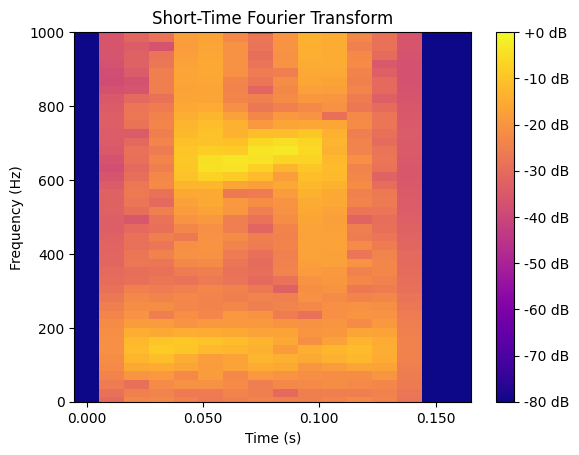 Short-Time Fourier Transform
1000
800
600
400
200
0
Frequency (Hz)
0.000
0.050
0.100
0.150
Time (s)
+0 dB
-10 dB
-20 dB
-30 dB
-40 dB
-50 dB
-60 dB
-70 dB
-80 dB